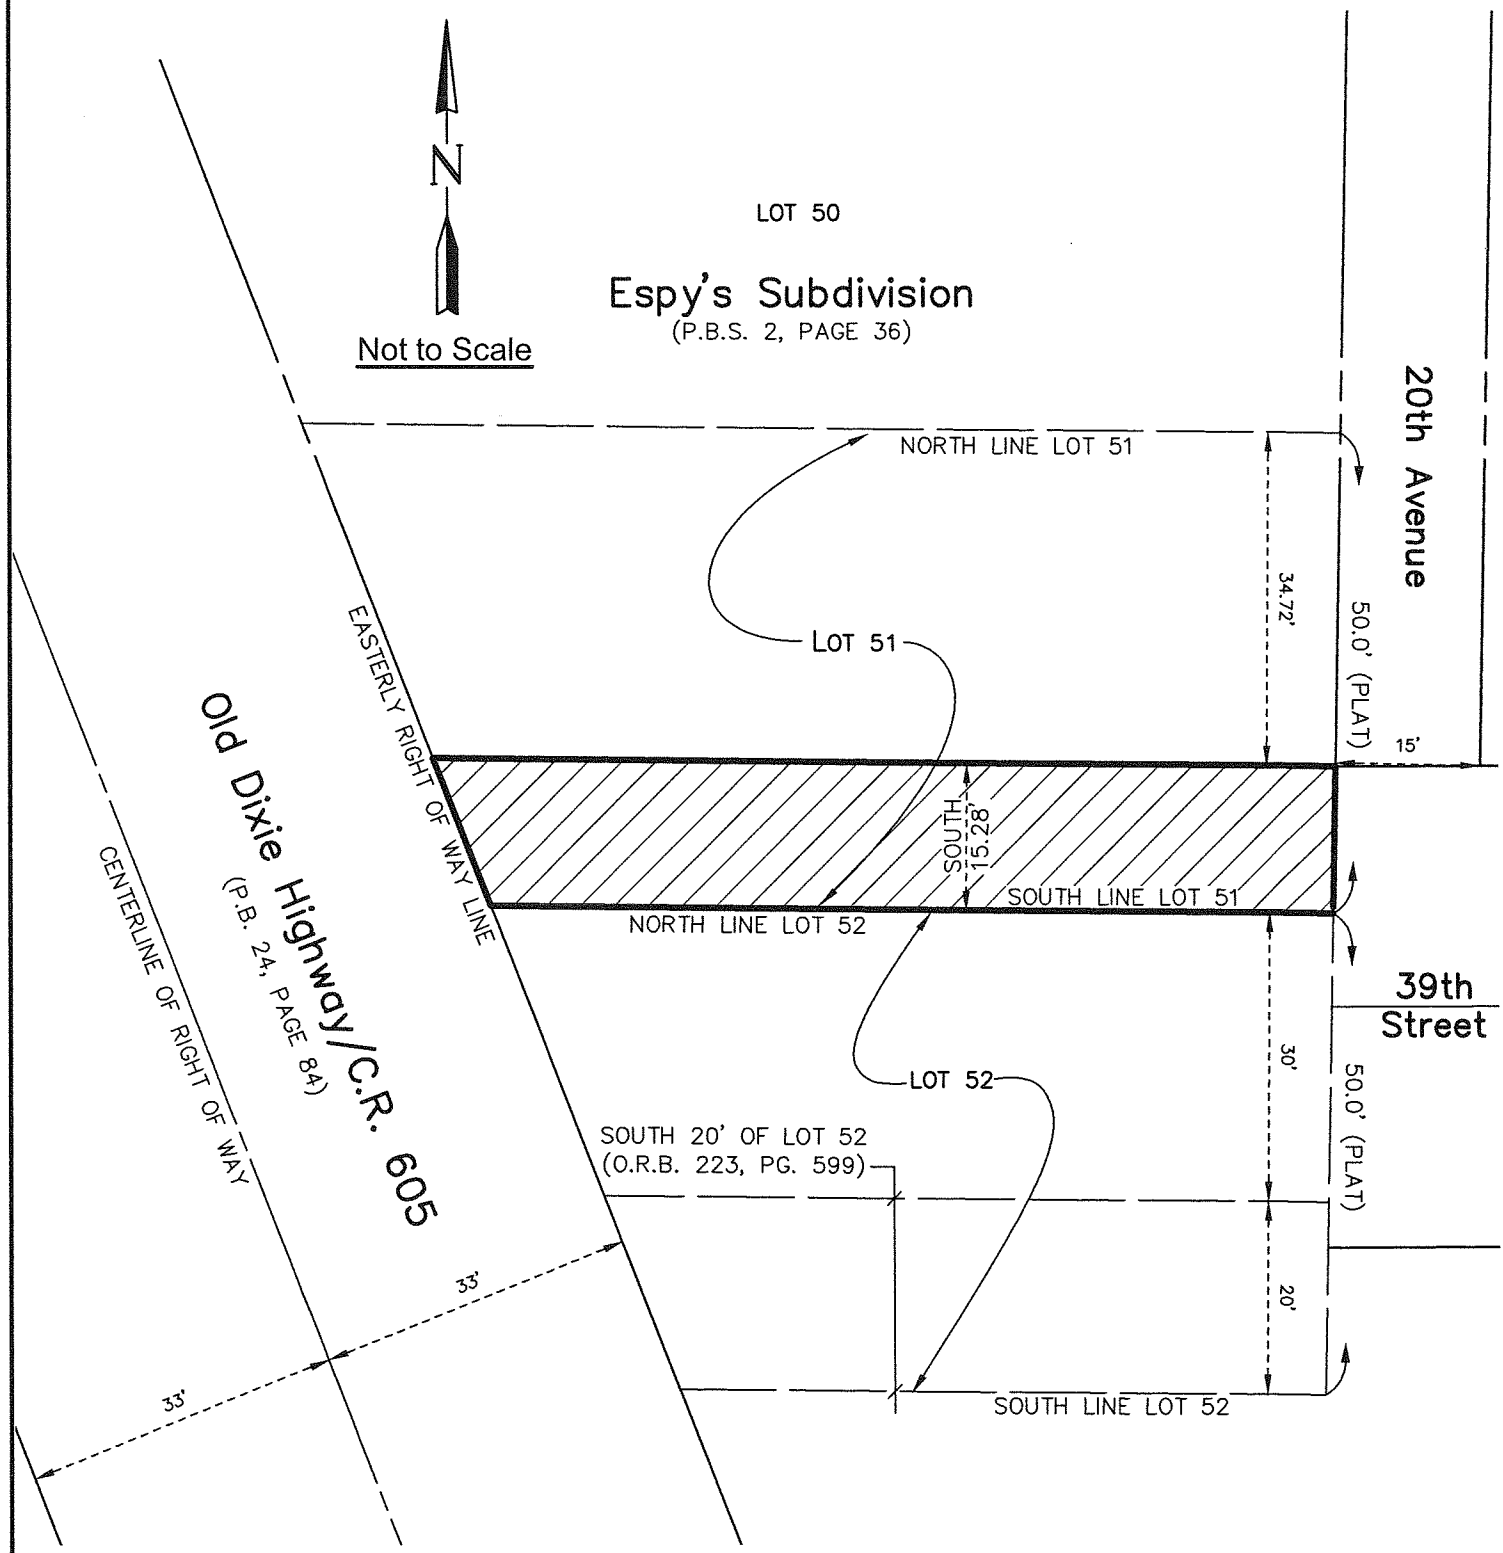 N
Not to Scale
LOT 50
Espy's Subdivision
(P.B.S. 2, PAGE 36)
20th Avenue
NORTH LINE LOT 51
34.72'
50.0' (PLAT)
15'
LOT 51
EASTERLY RIGHT OF WAY LINE
SOUTH
15.28'
SOUTH LINE LOT 51
NORTH LINE LOT 52
Old Dixie Highway/C.R. 605
(P.B. 24, PAGE 84)
CENTERLINE OF RIGHT OF WAY
39th
Street
30'
50.0' (PLAT)
LOT 52
SOUTH 20' OF LOT 52
(O.R.B. 223, PG. 599)
20'
33'
33'
SOUTH LINE LOT 52